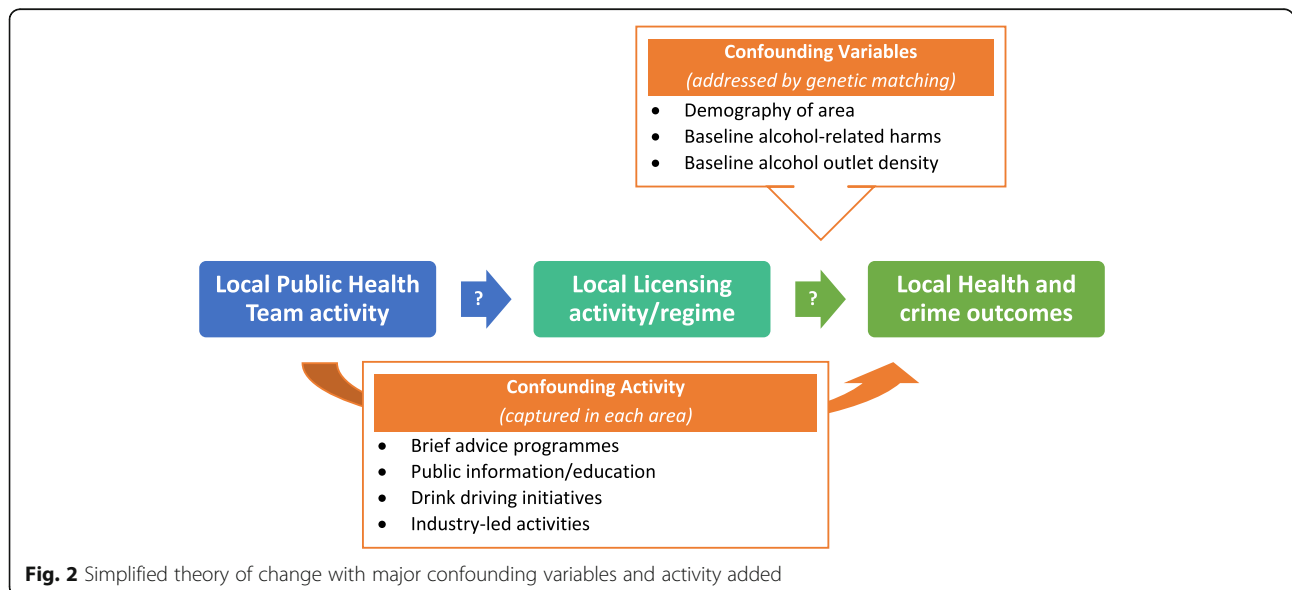 Confounding Variables
(addressed by genetic matching)
• Demography of area
• Baseline alcohol-related harms
• Baseline alcohol outlet density
Local Public Health
Team activity
?
Local Licensing
activity/regime
?
Local Health and
crime outcomes
Confounding Activity
(captured in each area)
• Brief advice programmes
• Public information/education
• Drink driving initiatives
• Industry-led activities
Fig. 2 Simplified theory of change with major confounding variables and activity added